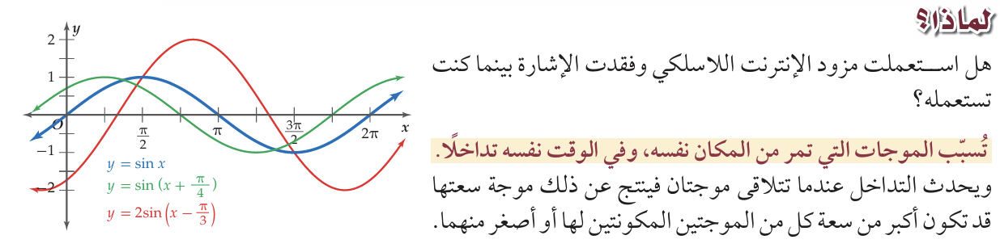 لماذا؟
هل استعملت مزود الإنترنت اللاسلكي وفقدت الإشارة بينما كنت
تستعمله؟
تُسبّب الموجات التي تمر من المكان نفسه، وفي الوقت نفسه تداخلًا.
ويحدث التداخل عندما تتلاقى موجتان فينتج عن ذلك موجة سعتها
قد تكون أكبر من سعة كل من الموجتين المكونتين لها أو أصغر منهما.
y
2
1
O
π/2
π
3π/2
2π
x
−1
−2
y = sin x
y = sin (x + π/4)
y = 2sin(x − π/3)